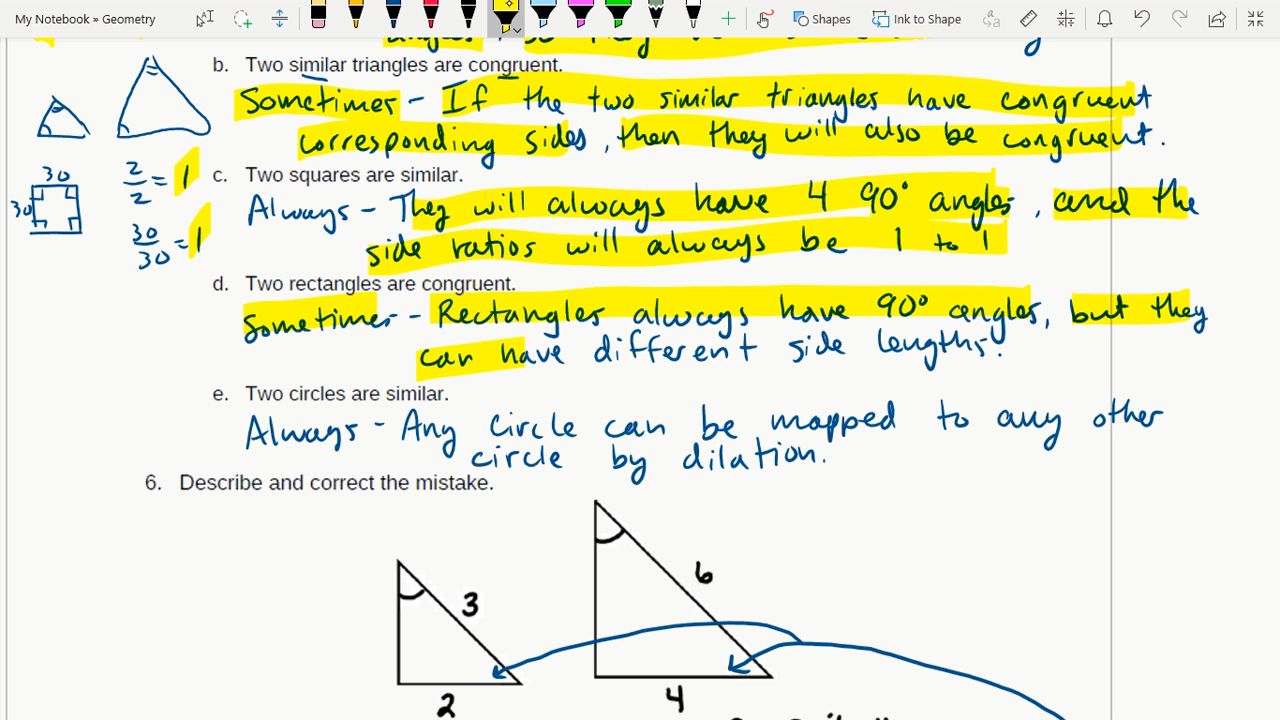 My Notebook » Geometry
Shapes
Ink to Shape
b. Two similar triangles are congruent.
Sometimes - If the two similar triangles have congruent
corresponding sides, then they will also be congruent.
30
30
2/2 = 1
30/30 = 1
c. Two squares are similar.
Always - They will always have 4 90° angles, and the
side ratios will always be 1 to 1
d. Two rectangles are congruent.
Sometimes - Rectangles always have 90° angles, but they
can have different side lengths.
e. Two circles are similar.
Always - Any circle can be mapped to any other
circle by dilation.
6. Describe and correct the mistake.
3
2
6
4